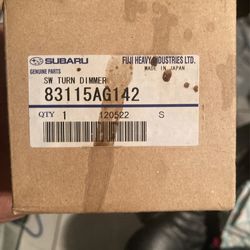 SUBARU FUJI HEAVY INDUSTRIES LTD.
GENUINE PARTS MADE IN JAPAN
SW TURN DIMMER
83115AG142
QTY 1 120522 S